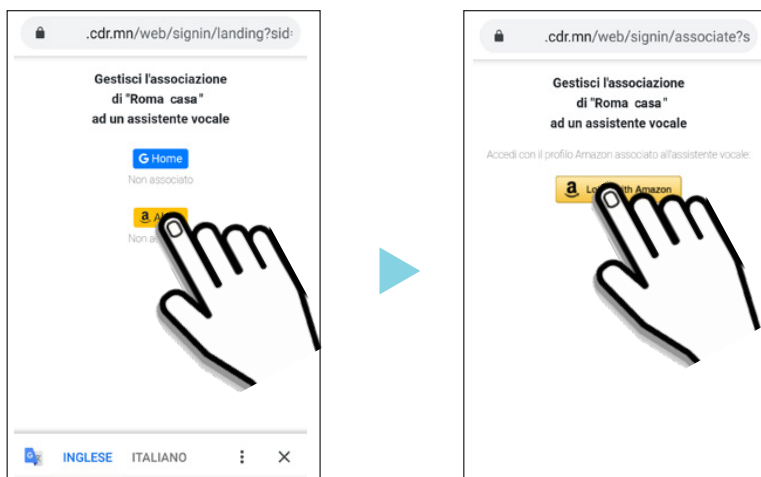 .cdr.mn/web/signin/landing?sid=
Gestisci l'associazione
di "Roma casa"
ad un assistente vocale
G Home
Non associato
a
Non
INGLESE ITALIANO
.cdr.mn/web/signin/associate?s
Gestisci l'associazione
di "Roma casa"
ad un assistente vocale
Accedi con il profilo Amazon associato all'assistente vocale:
a Amazon